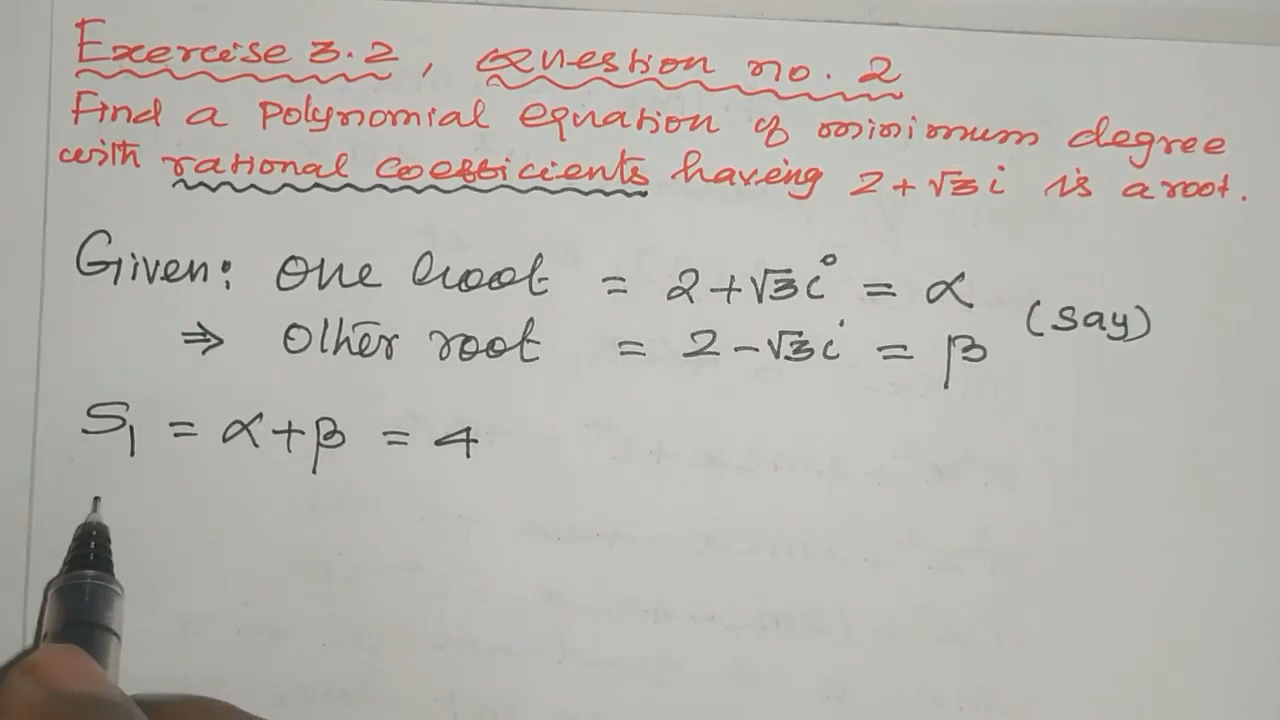 Exercise 3.2, Question no. 2
Find a polynomial equation of minimum degree
with rational coefficients having 2+√3i is a root.
Given: One root = 2+√3i = α
(say)
⇒ Other root = 2-√3i = β
S₁ = α+β = 4